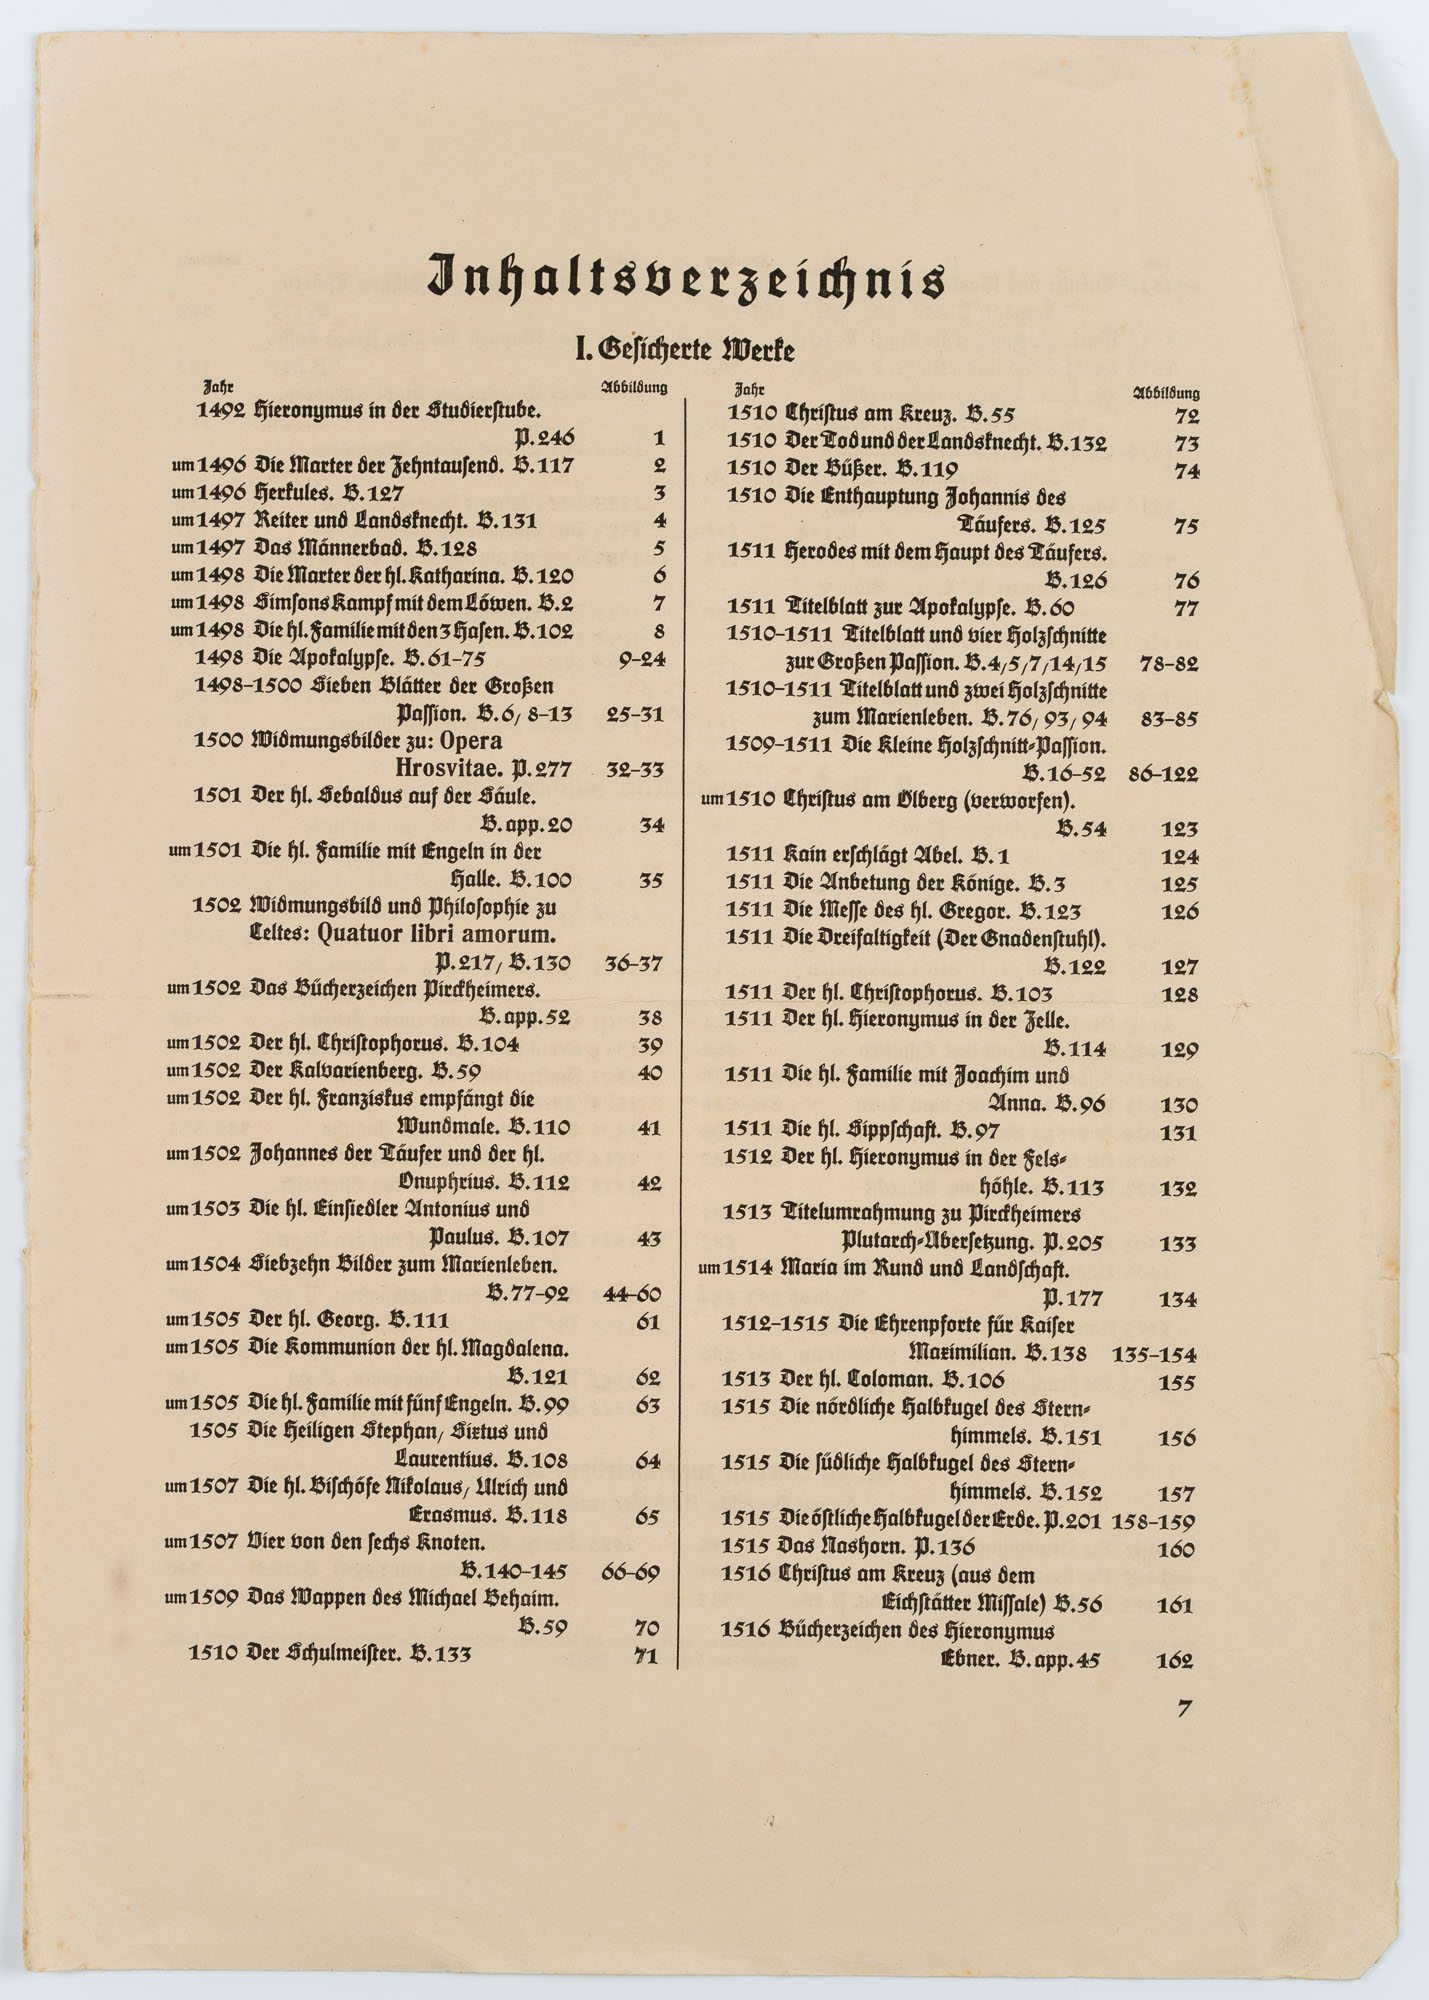 Inhaltsverzeichnis
I. Gesicherte Werke
Jahr Abbildung
1492 Hieronymus in der Studierstube.
P. 246 1
um 1496 Die Marter der Zehntausend. B. 117 2
um 1496 Herkules. B. 127 3
um 1497 Reiter und Landsknecht. B. 131 4
um 1497 Das Männerbad. B. 128 5
um 1498 Die Marter der hl. Katharina. B. 120 6
um 1498 Simsons Kampf mit dem Löwen. B. 2 7
um 1498 Die hl. Familie mit den 3 Hasen. B. 102 8
1498 Die Apokalypse. B. 61–75 9–24
1498–1500 Sieben Blätter der Großen
Passion. B. 6, 8–13 25–31
1500 Widmungsbilder zu: Opera
Hrosvitae. P. 277 32–33
1501 Der hl. Sebaldus auf der Säule.
B. app. 20 34
um 1501 Die hl. Familie mit Engeln in der
Halle. B. 100 35
1502 Widmungsbild und Philosophie zu
Celtes: Quatuor libri amorum.
P. 217, B. 130 36–37
um 1502 Das Bücherzeichen Pirckheimers.
B. app. 52 38
um 1502 Der hl. Christophorus. B. 104 39
um 1502 Der Kalvarienberg. B. 59 40
um 1502 Der hl. Franziskus empfängt die
Wundmale. B. 110 41
um 1502 Johannes der Täufer und der hl.
Onuphrius. B. 112 42
um 1503 Die hl. Einsiedler Antonius und
Paulus. B. 107 43
um 1504 Siebzehn Bilder zum Marienleben.
B. 77–92 44–60
um 1505 Der hl. Georg. B. 111 61
um 1505 Die Kommunion der hl. Magdalena.
B. 121 62
um 1505 Die hl. Familie mit fünf Engeln. B. 99 63
1505 Die Heiligen Stephan, Sixtus und
Laurentius. B. 108 64
um 1507 Die hl. Bischöfe Nikolaus, Ulrich und
Erasmus. B. 118 65
um 1507 Vier von den sechs Knoten.
B. 140–145 66–69
um 1509 Das Wappen des Michael Behaim.
B. 59 70
1510 Der Schulmeister. B. 133 71
Jahr Abbildung
1510 Christus am Kreuz. B. 55 72
1510 Der Tod und der Landsknecht. B. 132 73
1510 Der Büßer. B. 119 74
1510 Die Enthauptung Johannis des
Täufers. B. 125 75
1511 Herodes mit dem Haupt des Täufers.
B. 126 76
1511 Titelblatt zur Apokalypse. B. 60 77
1510–1511 Titelblatt und vier Holzschnitte
zur Großen Passion. B. 4, 5, 7, 14, 15 78–82
1510–1511 Titelblatt und zwei Holzschnitte
zum Marienleben. B. 76, 93, 94 83–85
1509–1511 Die Kleine Holzschnitt-Passion.
B. 16–52 86–122
um 1510 Christus am Ölberg (verworfen).
B. 54 123
1511 Kain erschlägt Abel. B. 1 124
1511 Die Anbetung der Könige. B. 3 125
1511 Die Messe des hl. Gregor. B. 123 126
1511 Die Dreifaltigkeit (Der Gnadenstuhl).
B. 122 127
1511 Der hl. Christophorus. B. 103 128
1511 Der hl. Hieronymus in der Zelle.
B. 114 129
1511 Die hl. Familie mit Joachim und
Anna. B. 96 130
1511 Die hl. Sippschaft. B. 97 131
1512 Der hl. Hieronymus in der Fels-
höhle. B. 113 132
1513 Titelumrahmung zu Pirckheimers
Plutarch-Übersetzung. P. 205 133
um 1514 Maria im Rund und Landschaft.
P. 177 134
1512–1515 Die Ehrenpforte für Kaiser
Maximilian. B. 138 135–154
1513 Der hl. Coloman. B. 106 155
1515 Die nördliche Halbkugel des Stern-
himmels. B. 151 156
1515 Die südliche Halbkugel des Stern-
himmels. B. 152 157
1515 Die östliche Halbkugel der Erde. P. 201 158–159
1515 Das Nashorn. P. 136 160
1516 Christus am Kreuz (aus dem
Eichstätter Missale) B. 56 161
1516 Bücherzeichen des Hieronymus
Ebner. B. app. 45 162
7